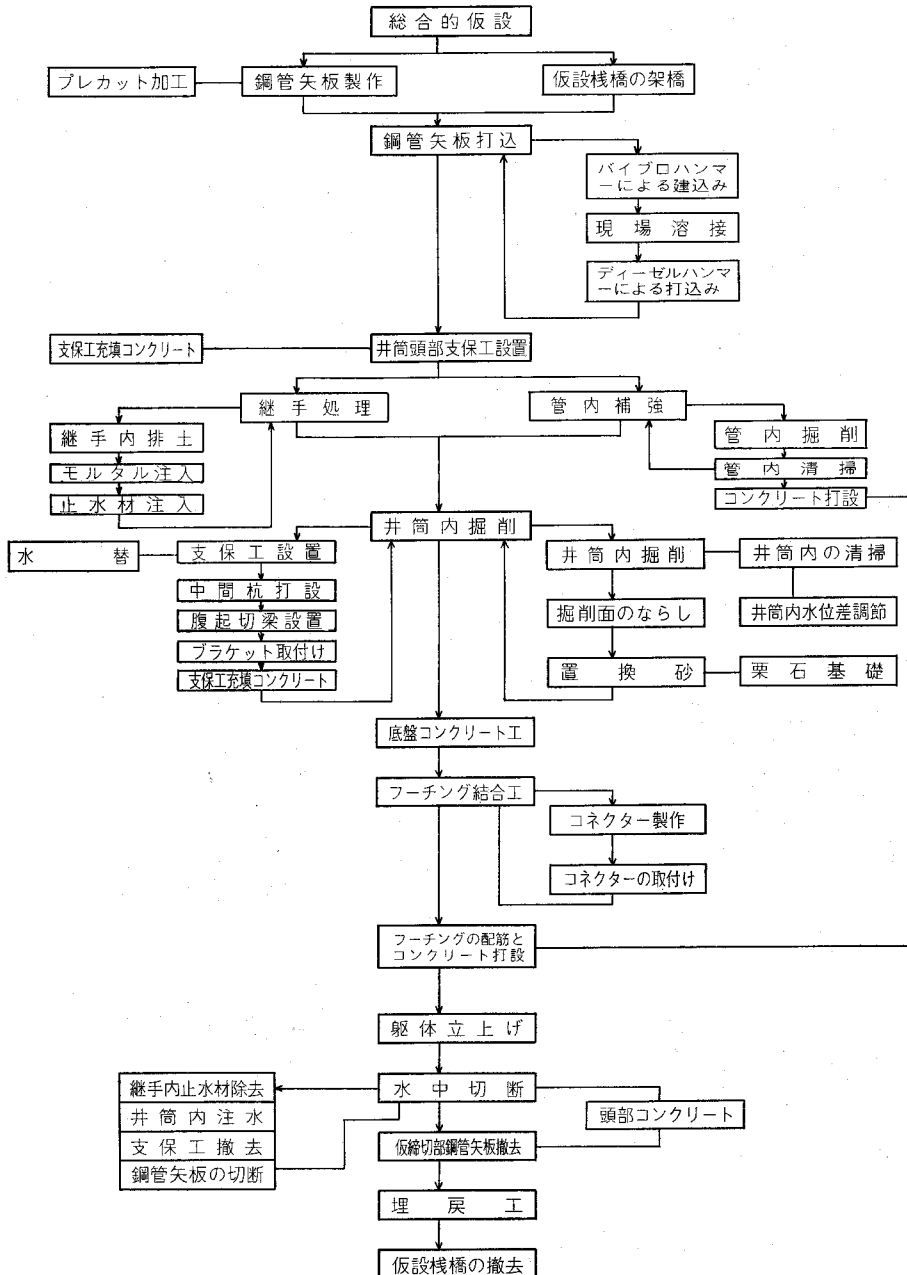 総合的仮設
プレカット加工
鋼管矢板製作
仮設桟橋の架橋
鋼管矢板打込
バイブロハンマ
ーによる建込み
現場溶接
ディーゼルハンマ
ーによる打込み
支保工充填コンクリート
井筒頭部支保工設置
継手処理
管内補強
継手内排土
モルタル注入
止水材注入
管内掘削
管内清掃
コンクリート打設
井筒内掘削
水替
支保工設置
中間杭打設
腹起切梁設置
ブラケット取付け
支保工充填コンクリート
井筒内掘削
井筒内の清掃
掘削面のならし
井筒内水位差調節
置換砂
栗石基礎
底盤コンクリート工
フーチング結合工
コネクター製作
コネクターの取付け
フーチングの配筋と
コンクリート打設
躯体立上げ
水中切断
継手内止水材除去
井筒内注水
支保工撤去
鋼管矢板の切断
頭部コンクリート
仮締切部鋼管矢板撤去
埋戻工
仮設桟橋の撤去